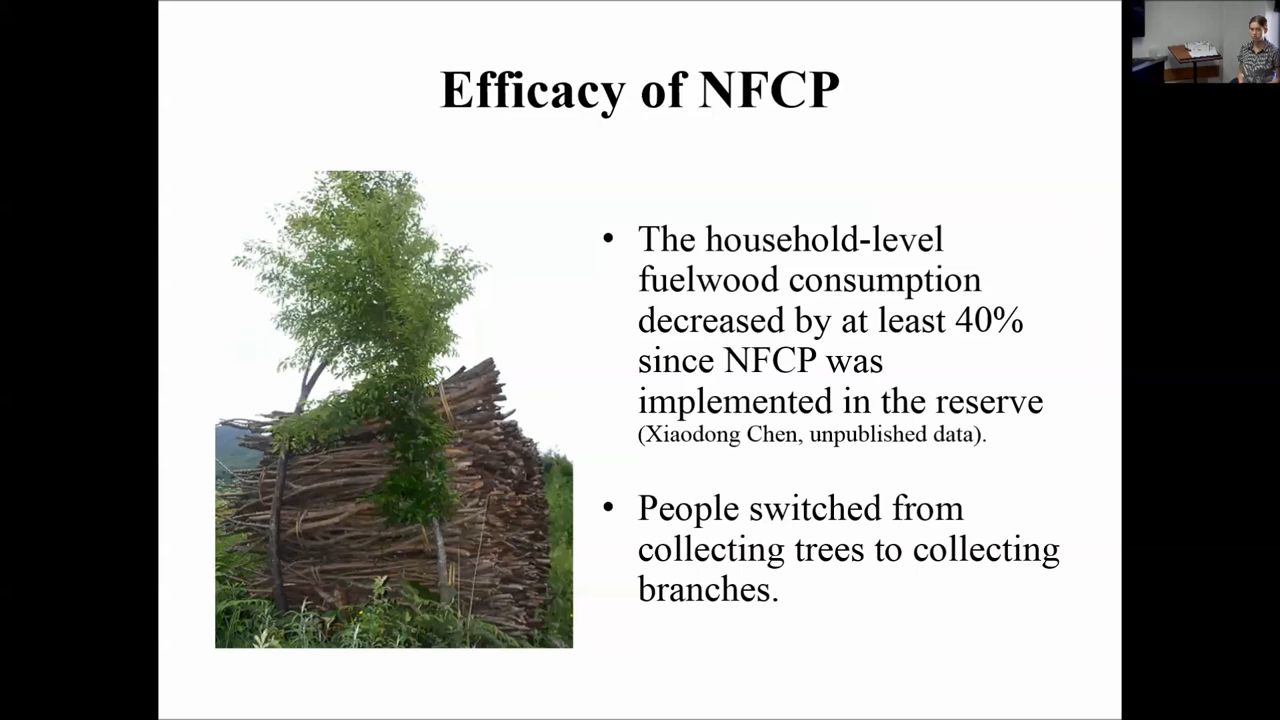 Efficacy of NFCP
• The household-level
fuelwood consumption
decreased by at least 40%
since NFCP was
implemented in the reserve
(Xiaodong Chen, unpublished data).
• People switched from
collecting trees to collecting
branches.